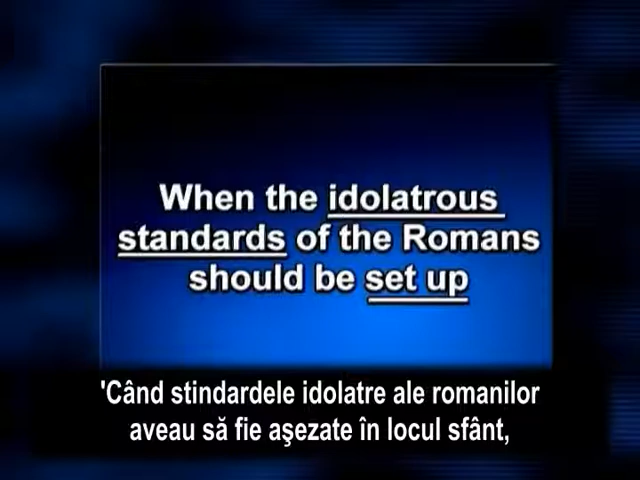 When the idolatrous
standards of the Romans
should be set up
'Când stindardele idolatre ale romanilor
aveau să fie aşezate în locul sfânt,